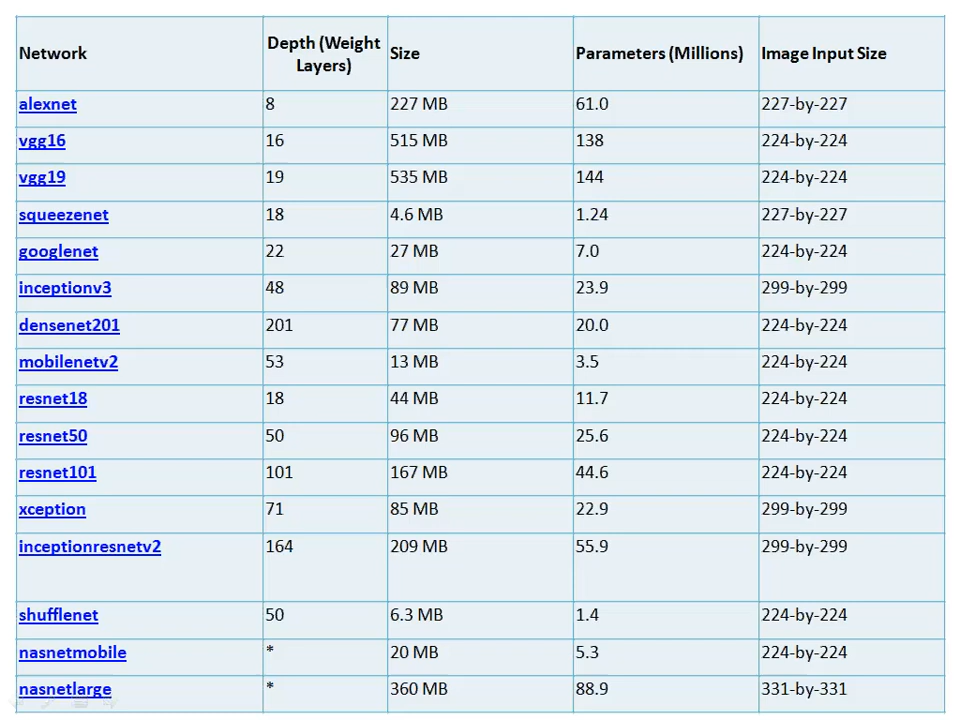 Network Depth (Weight Layers) Size Parameters (Millions) Image Input Size
alexnet 8 227 MB 61.0 227-by-227
vgg16 16 515 MB 138 224-by-224
vgg19 19 535 MB 144 224-by-224
squeezenet 18 4.6 MB 1.24 227-by-227
googlenet 22 27 MB 7.0 224-by-224
inceptionv3 48 89 MB 23.9 299-by-299
densenet201 201 77 MB 20.0 224-by-224
mobilenetv2 53 13 MB 3.5 224-by-224
resnet18 18 44 MB 11.7 224-by-224
resnet50 50 96 MB 25.6 224-by-224
resnet101 101 167 MB 44.6 224-by-224
xception 71 85 MB 22.9 299-by-299
inceptionresnetv2 164 209 MB 55.9 299-by-299
shufflenet 50 6.3 MB 1.4 224-by-224
nasnetmobile * 20 MB 5.3 224-by-224
nasnetlarge * 360 MB 88.9 331-by-331